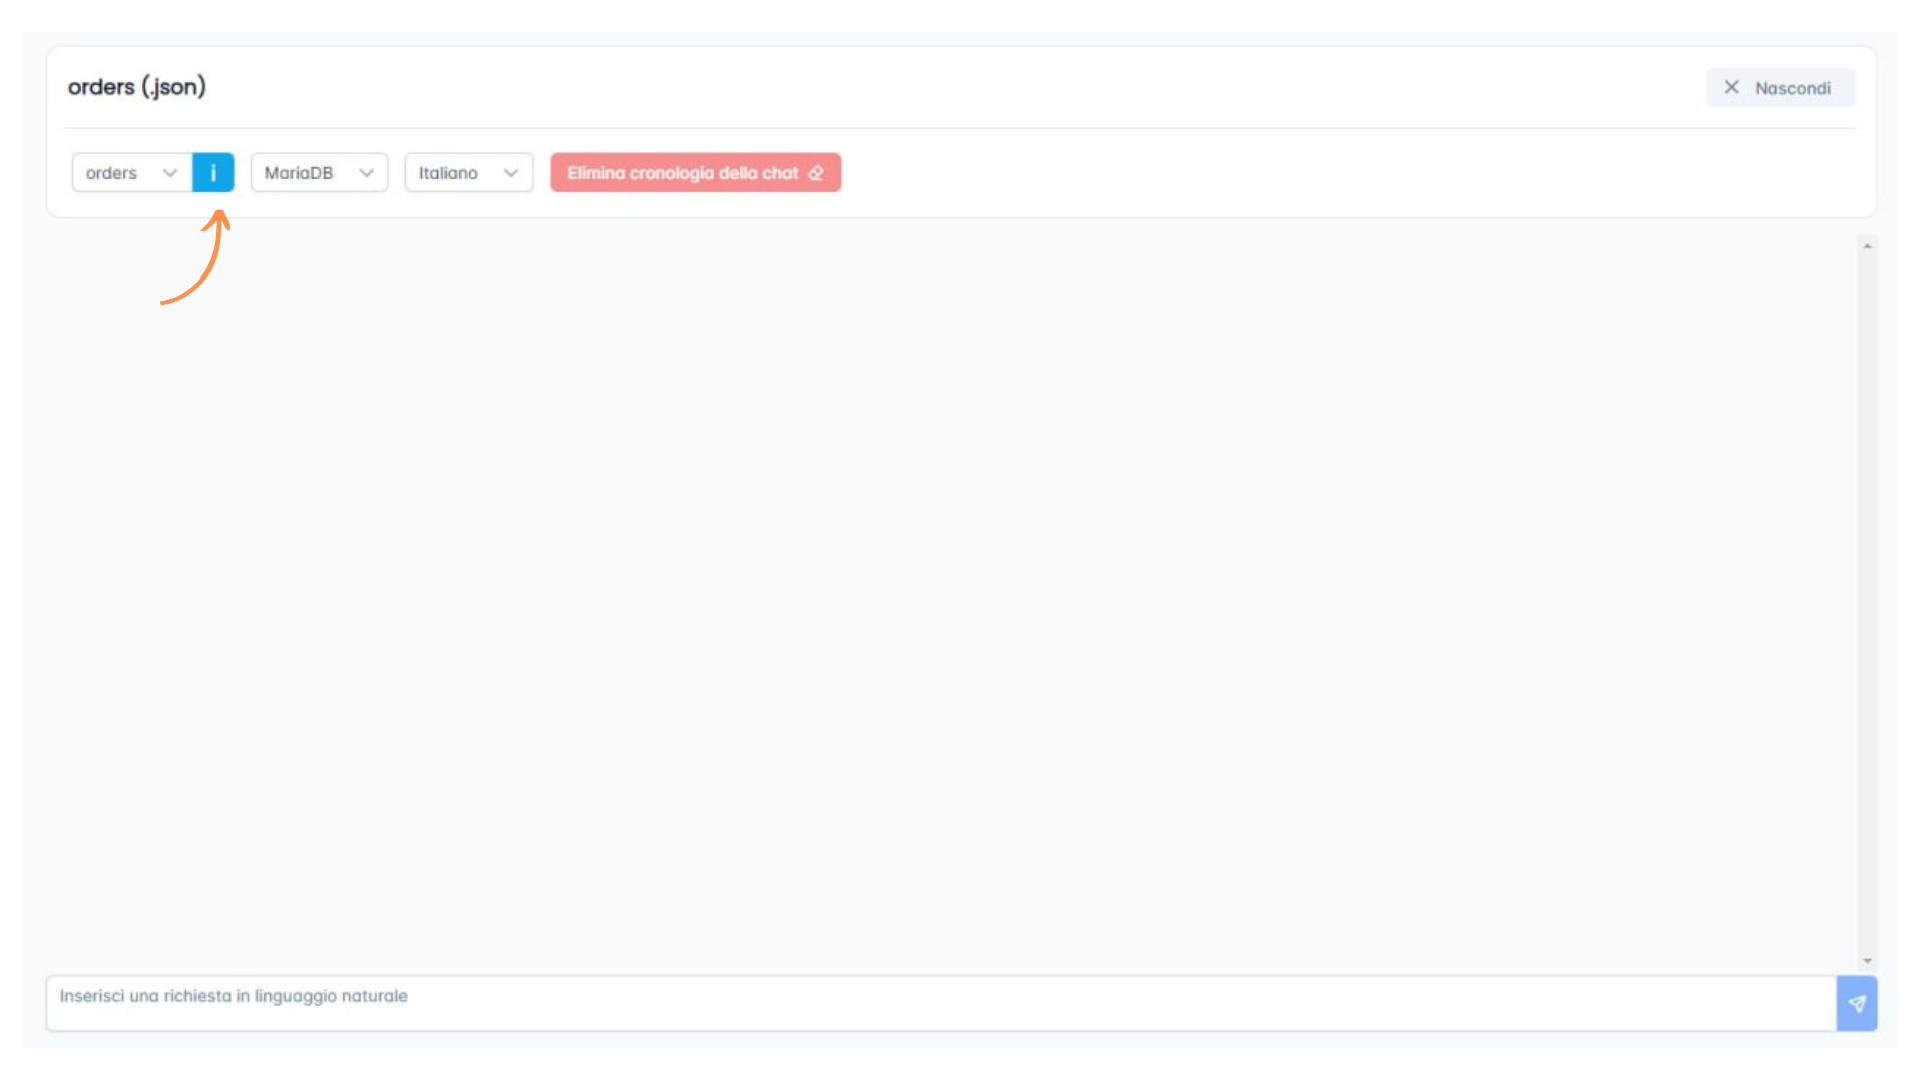 orders (.json)
Nascondi
orders i MariaDB Italiano Elimina cronologia della chat
Inserisci una richiesta in linguaggio naturale